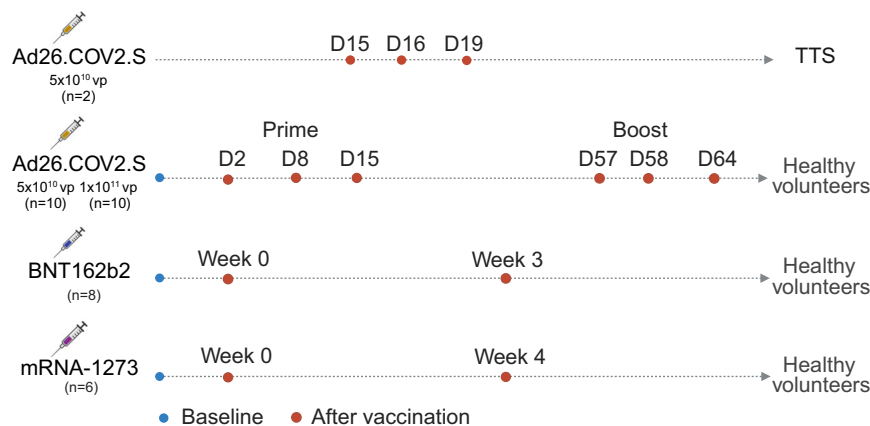 D15 D16 D19
Ad26.COV2.S
TTS
5x10¹⁰ vp
(n=2)
Prime Boost
D2 D8 D15 D57 D58 D64
Ad26.COV2.S
Healthy
volunteers
5x10¹⁰ vp 1x10¹¹ vp
(n=10) (n=10)
Week 0 Week 3
BNT162b2
Healthy
volunteers
(n=8)
Week 0 Week 4
mRNA-1273
Healthy
volunteers
(n=6)
Baseline After vaccination